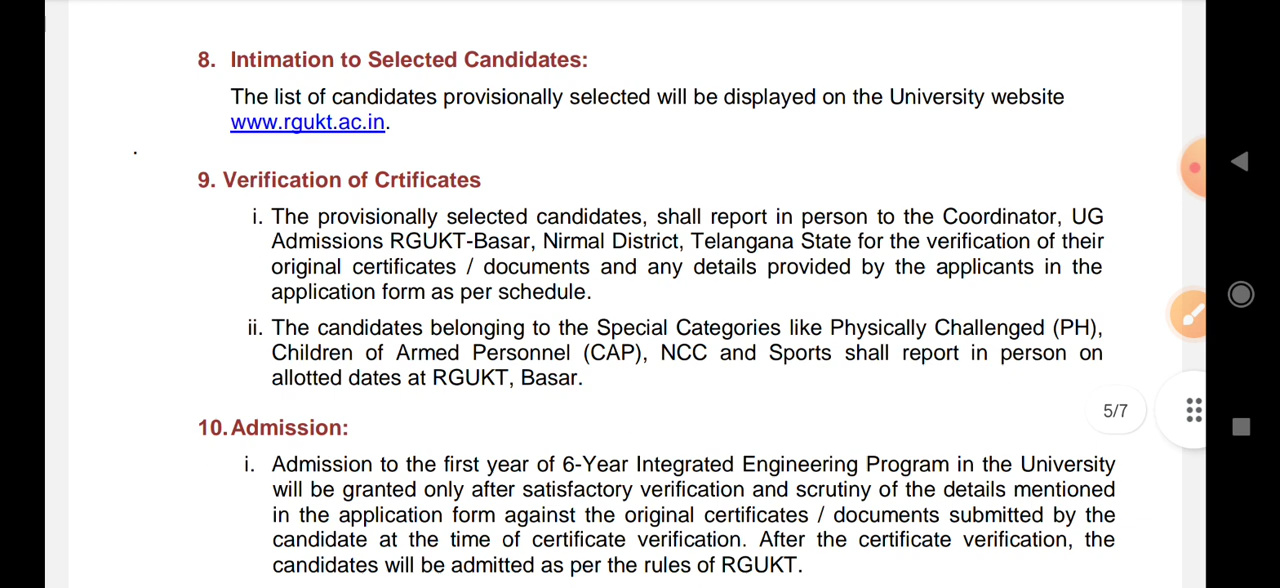 8. Intimation to Selected Candidates:
The list of candidates provisionally selected will be displayed on the University website
www.rgukt.ac.in.
9. Verification of Crtificates
i. The provisionally selected candidates, shall report in person to the Coordinator, UG
Admissions RGUKT-Basar, Nirmal District, Telangana State for the verification of their
original certificates / documents and any details provided by the applicants in the
application form as per schedule.
ii. The candidates belonging to the Special Categories like Physically Challenged (PH),
Children of Armed Personnel (CAP), NCC and Sports shall report in person on
allotted dates at RGUKT, Basar.
5/7
10. Admission:
i. Admission to the first year of 6-Year Integrated Engineering Program in the University
will be granted only after satisfactory verification and scrutiny of the details mentioned
in the application form against the original certificates / documents submitted by the
candidate at the time of certificate verification. After the certificate verification, the
candidates will be admitted as per the rules of RGUKT.